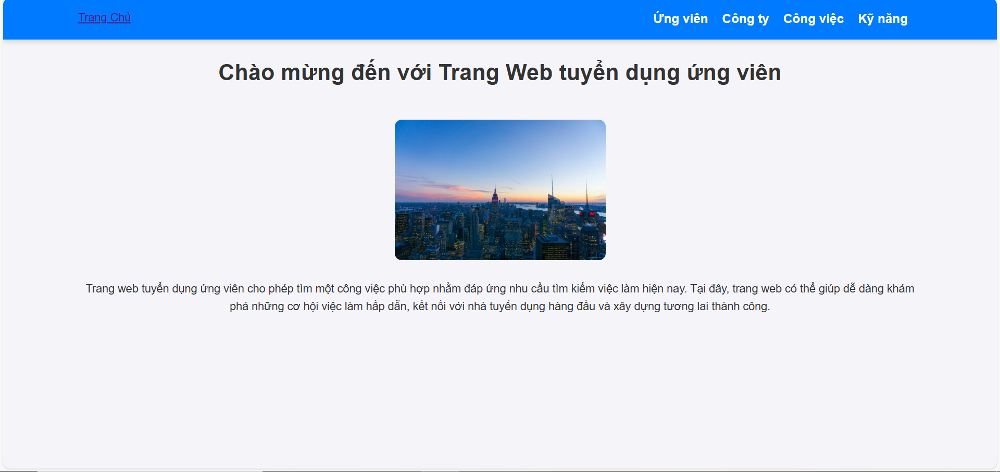 Trang Chủ
Ứng viên Công ty Công việc Kỹ năng
Chào mừng đến với Trang Web tuyển dụng ứng viên
Trang web tuyển dụng ứng viên cho phép tìm một công việc phù hợp nhằm đáp ứng nhu cầu tìm kiếm việc làm hiện nay. Tại đây, trang web có thể giúp dễ dàng khám
phá những cơ hội việc làm hấp dẫn, kết nối với nhà tuyển dụng hàng đầu và xây dựng tương lai thành công.